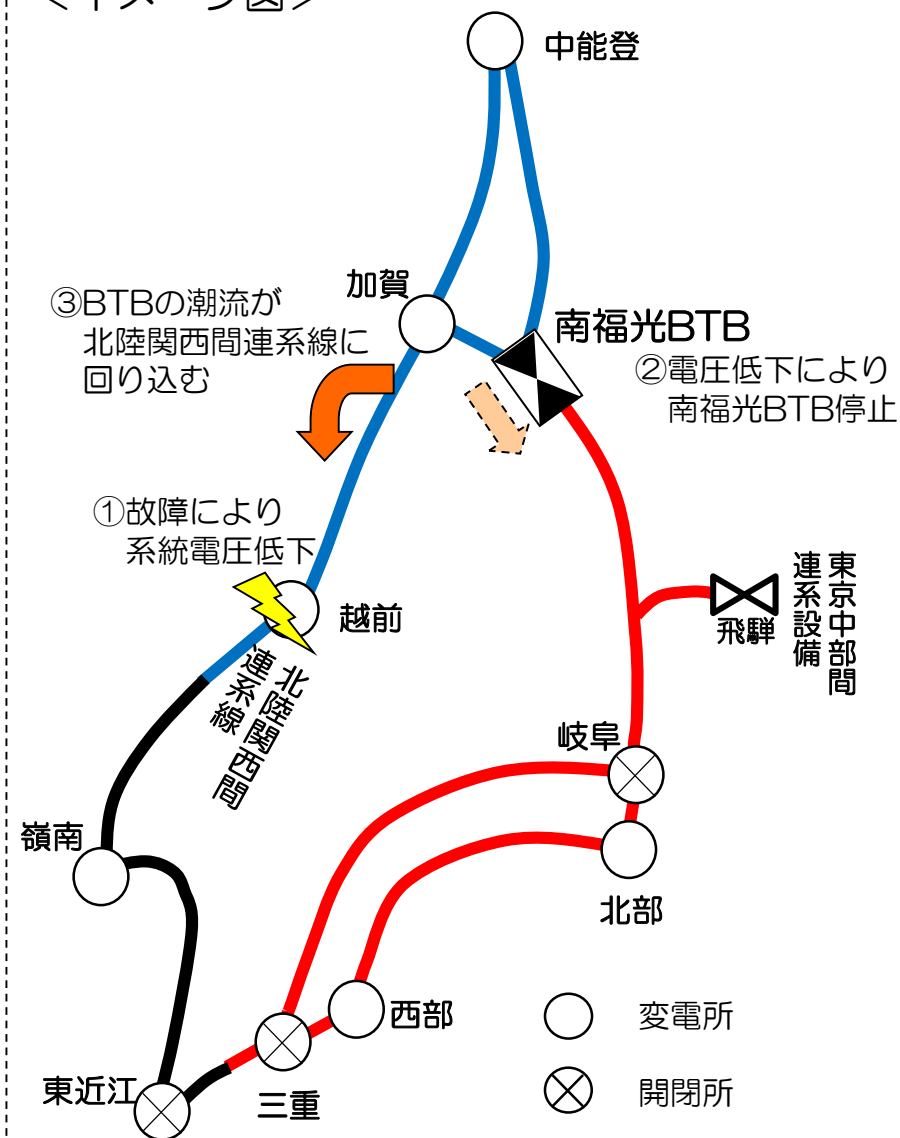 ＜イメージ図＞
中能登
加賀
南福光BTB
③BTBの潮流が
北陸関西間連系線に
回り込む
②電圧低下により
南福光BTB停止
①故障により
系統電圧低下
越前
北陸関西間
連系線
飛騨
東京中部間
連系設備
岐阜
嶺南
北部
西部
三重
東近江
変電所
開閉所